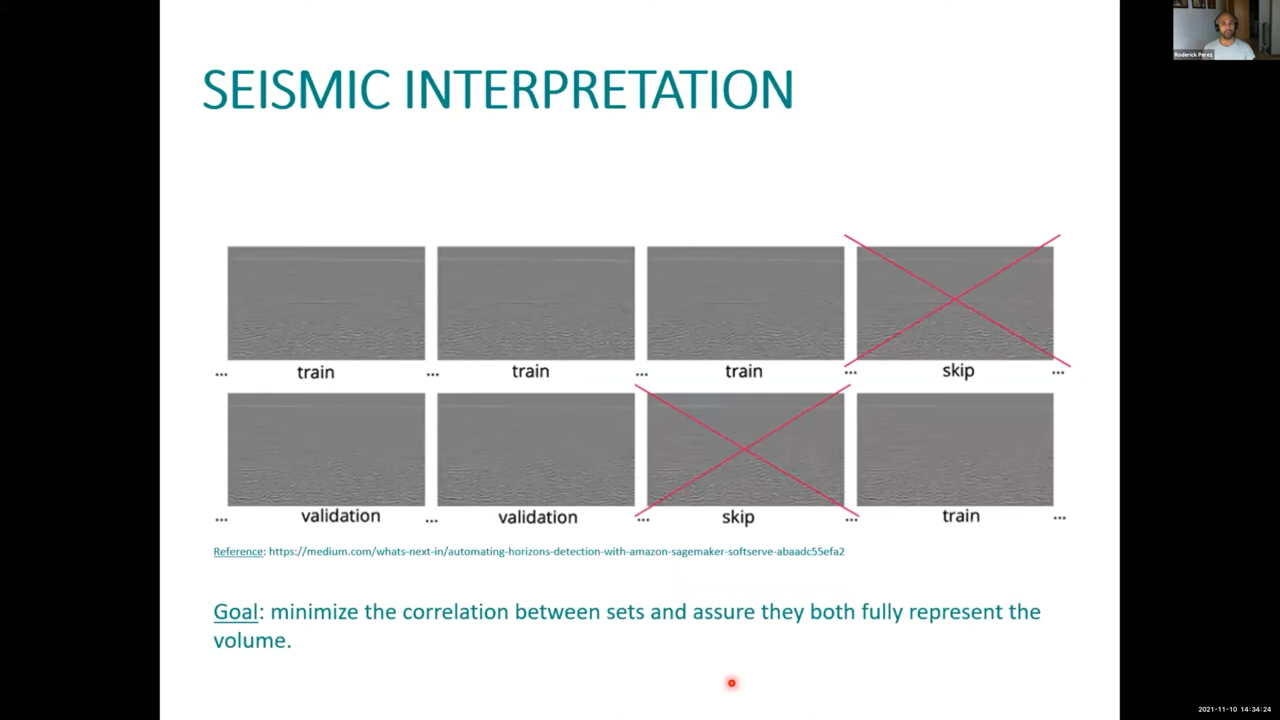 Roderick Perez
SEISMIC INTERPRETATION
... train ... train ... train ... skip ...
... validation ... validation ... skip ... train ...
Reference: https://medium.com/whats-next-in/automating-horizons-detection-with-amazon-sagemaker-softserve-abaadc55efa2
Goal: minimize the correlation between sets and assure they both fully represent the
volume.
2021-11-10 14:34:24